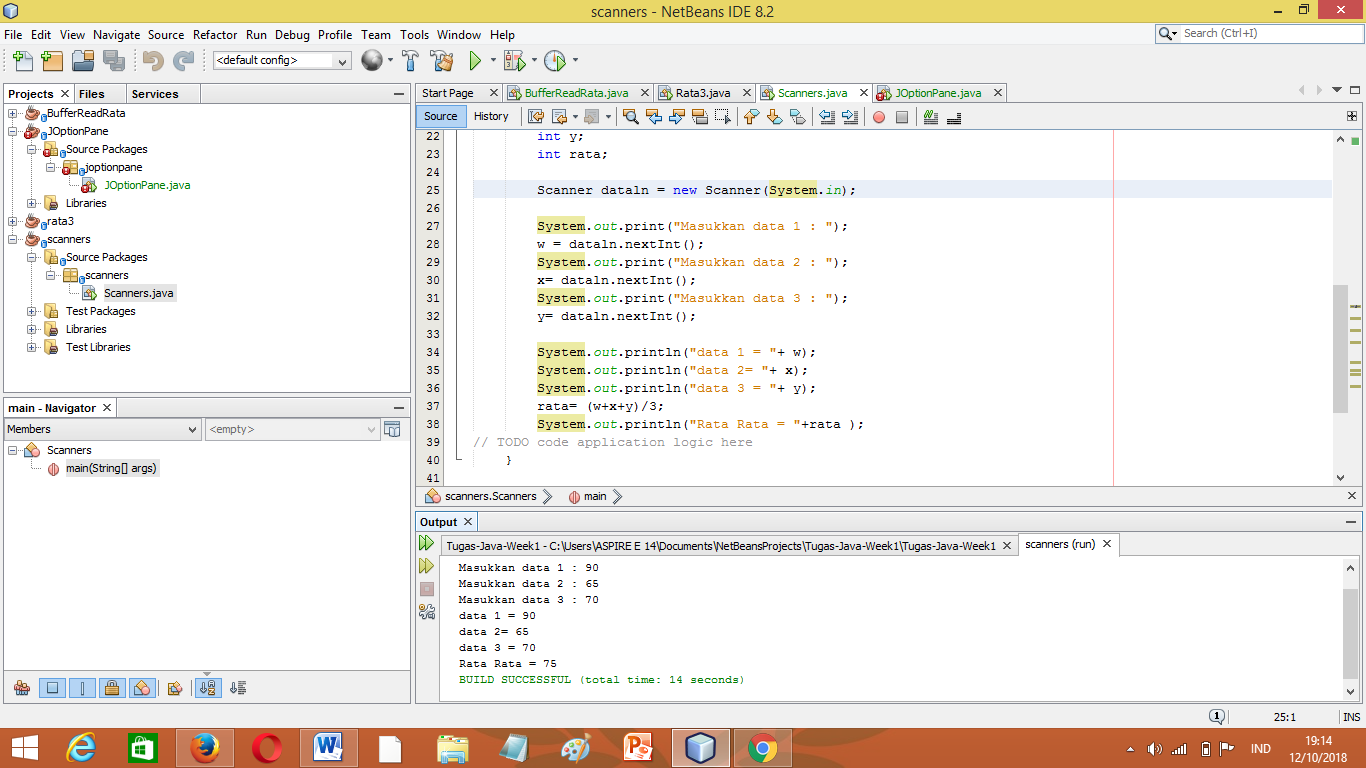 scanners - NetBeans IDE 8.2
File Edit View Navigate Source Refactor Run Debug Profile Team Tools Window Help
Search (Ctrl+I)
<default config>
Projects Files Services
BufferReadRata
JOptionPane
Source Packages
joptionpane
JOptionPane.java
Libraries
rata3
scanners
Source Packages
scanners
Scanners.java
Test Packages
Libraries
Test Libraries
main - Navigator
Members
<empty>
Scanners
main(String[] args)
Start Page BufferReadRata.java Rata3.java Scanners.java JOptionPane.java
Source History
22 int y;
23 int rata;
24
25 Scanner dataln = new Scanner(System.in);
26
27 System.out.print("Masukkan data 1 : ");
28 w = dataln.nextInt();
29 System.out.print("Masukkan data 2 : ");
30 x= dataln.nextInt();
31 System.out.print("Masukkan data 3 : ");
32 y= dataln.nextInt();
33
34 System.out.println("data 1 = "+ w);
35 System.out.println("data 2= "+ x);
36 System.out.println("data 3 = "+ y);
37 rata= (w+x+y)/3;
38 System.out.println("Rata Rata = "+rata );
39 // TODO code application logic here
40 }
41
scanners.Scanners main
Output
Tugas-Java-Week1 - C:\Users\ASPIRE E 14\Documents\NetBeansProjects\Tugas-Java-Week1\Tugas-Java-Week1 scanners (run)
Masukkan data 1 : 90
Masukkan data 2 : 65
Masukkan data 3 : 70
data 1 = 90
data 2= 65
data 3 = 70
Rata Rata = 75
BUILD SUCCESSFUL (total time: 14 seconds)
1 25:1 INS
IND
19:14
12/10/2018